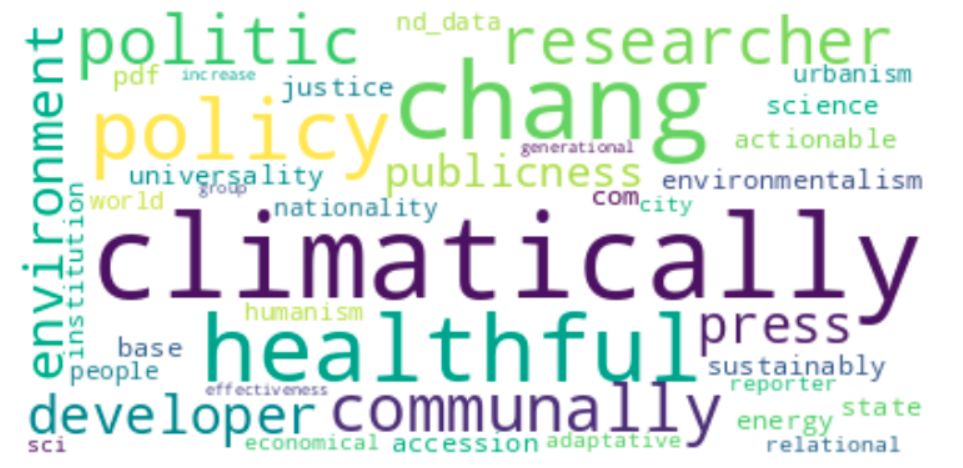 environment
politic
nd_data
researcher
pdf
increase
justice
chang
urbanism
science
policy
generational
actionable
universality
publicness
environmentalism
group
world
nationality
com
city
institution
climatically
humanism
healthful
press
base
people
sustainably
effectiveness
reporter
developer
communally
energy
state
sci
economical
accession
adaptative
relational